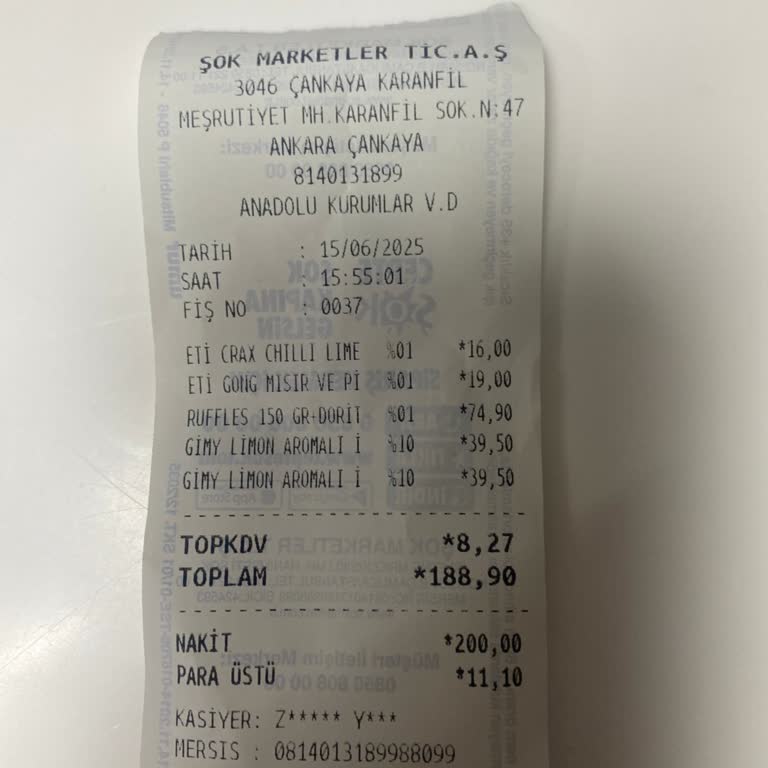 ŞOK MARKETLER TİC.A.Ş
3046 ÇANKAYA KARANFİL
MEŞRUTİYET MH.KARANFİL SOK.N:47
ANKARA ÇANKAYA
8140131899
ANADOLU KURUMLAR V.D
TARİH : 15/06/2025
SAAT : 15:55:01
FİŞ NO : 0037
ETİ CRAX CHILLI LIME %01 *16,00
ETİ GONG MISIR VE Pİ %01 *19,00
RUFFLES 150 GR+DORİT %01 *74,90
GİMY LİMON AROMALI İ %10 *39,50
GİMY LİMON AROMALI İ %10 *39,50
TOPKDV *8,27
TOPLAM *188,90
NAKİT *200,00
PARA ÜSTÜ *11,10
KASİYER: Z***** Y***
MERSIS : 0814013189988099